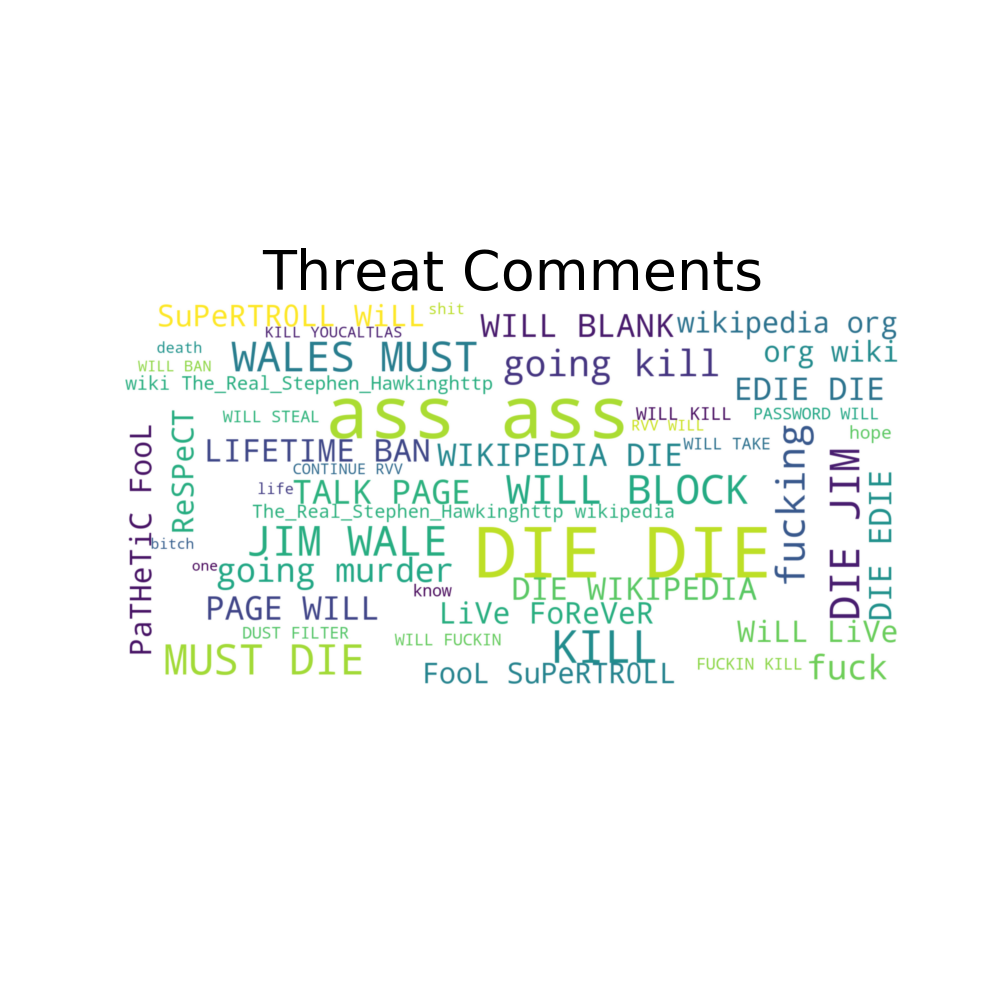 Threat Comments
SuPeRTROLL WiLL
shit
KILL YOUCALTLAS
WILL BLANK
wikipedia org
death
WILL BAN
WALES MUST
going kill
org wiki
wiki The_Real_Stephen_Hawkinghttp
EDIE DIE
WILL STEAL
ass ass
WILL KILL
RVV WILL
PASSWORD WILL
hope
PaTHeTiC FooL
ReSPeCT
LIFETIME BAN
WIKIPEDIA DIE
WILL TAKE
CONTINUE RVV
fucking
DIE JIM
DIE EDIE
life
TALK PAGE
WILL BLOCK
The_Real_Stephen_Hawkinghttp wikipedia
bitch
JIM WALE
DIE DIE
one
going murder
know
DIE WIKIPEDIA
PAGE WILL
LiVe FoReVeR
DUST FILTER
WILL FUCKIN
KILL
WiLL LiVe
MUST DIE
FooL SuPeRTROLL
FUCKIN KILL
fuck